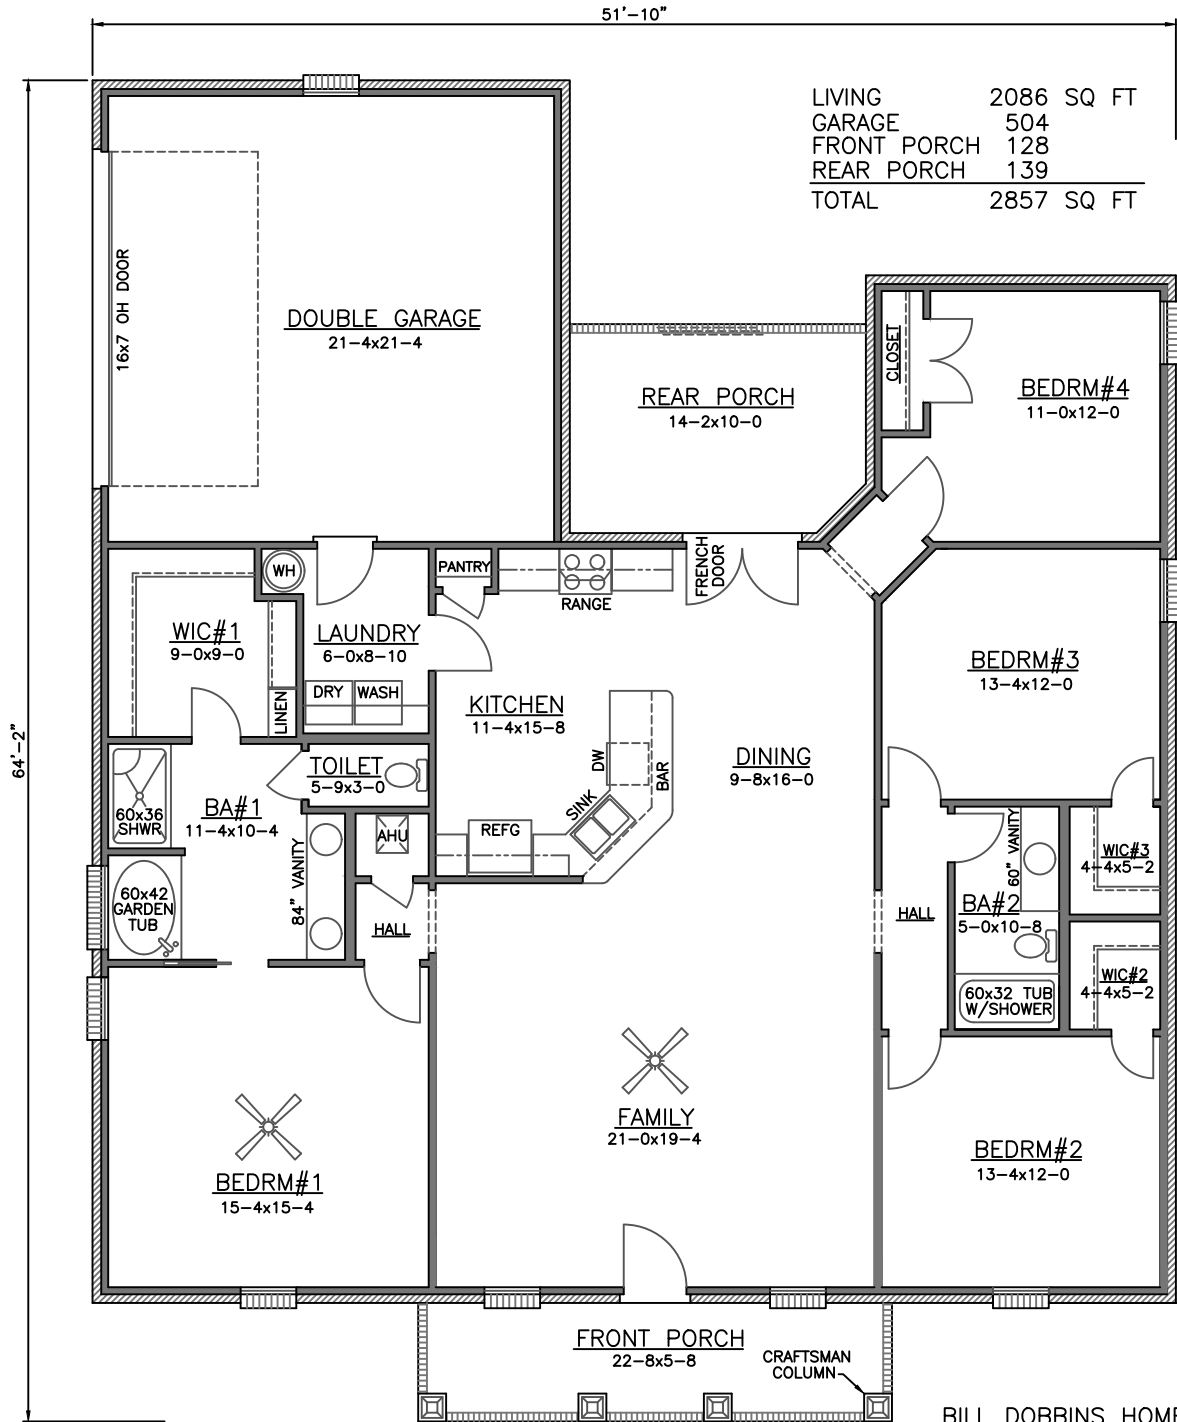 51'-10"
LIVING 2086 SQ FT
GARAGE 504
FRONT PORCH 128
REAR PORCH 139
TOTAL 2857 SQ FT
16x7 OH DOOR
DOUBLE GARAGE
21-4x21-4
CLOSET
BEDRM#4
11-0x12-0
REAR PORCH
14-2x10-0
64'-2"
WH
PANTRY
RANGE
FRENCH
DOOR
WIC#1
9-0x9-0
LAUNDRY
6-0x8-10
DRY
WASH
LINEN
KITCHEN
11-4x15-8
BEDRM#3
13-4x12-0
TOILET
5-9x3-0
DW
BAR
DINING
9-8x16-0
SINK
REFG
60x36
SHWR
BA#1
11-4x10-4
AHU
84" VANITY
60x42
GARDEN
TUB
HALL
HALL
60" VANITY
BA#2
5-0x10-8
WIC#3
4-4x5-2
WIC#2
4-4x5-2
60x32 TUB
W/SHOWER
FAMILY
21-0x19-4
BEDRM#1
15-4x15-4
BEDRM#2
13-4x12-0
FRONT PORCH
22-8x5-8
CRAFTSMAN
COLUMN
BILL DOBBINS HOME